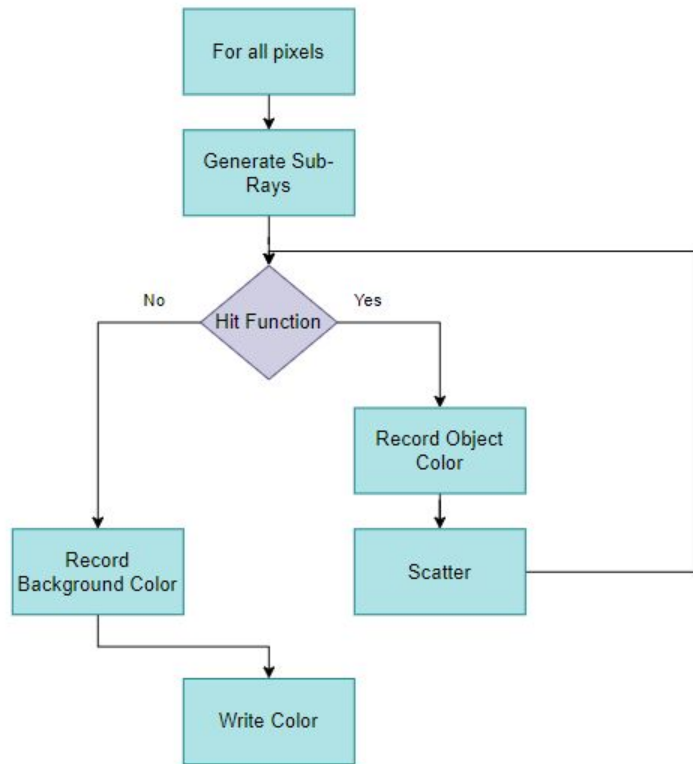 For all pixels
Generate Sub-
Rays
No
Yes
Hit Function
Record Object
Color
Record
Background Color
Scatter
Write Color